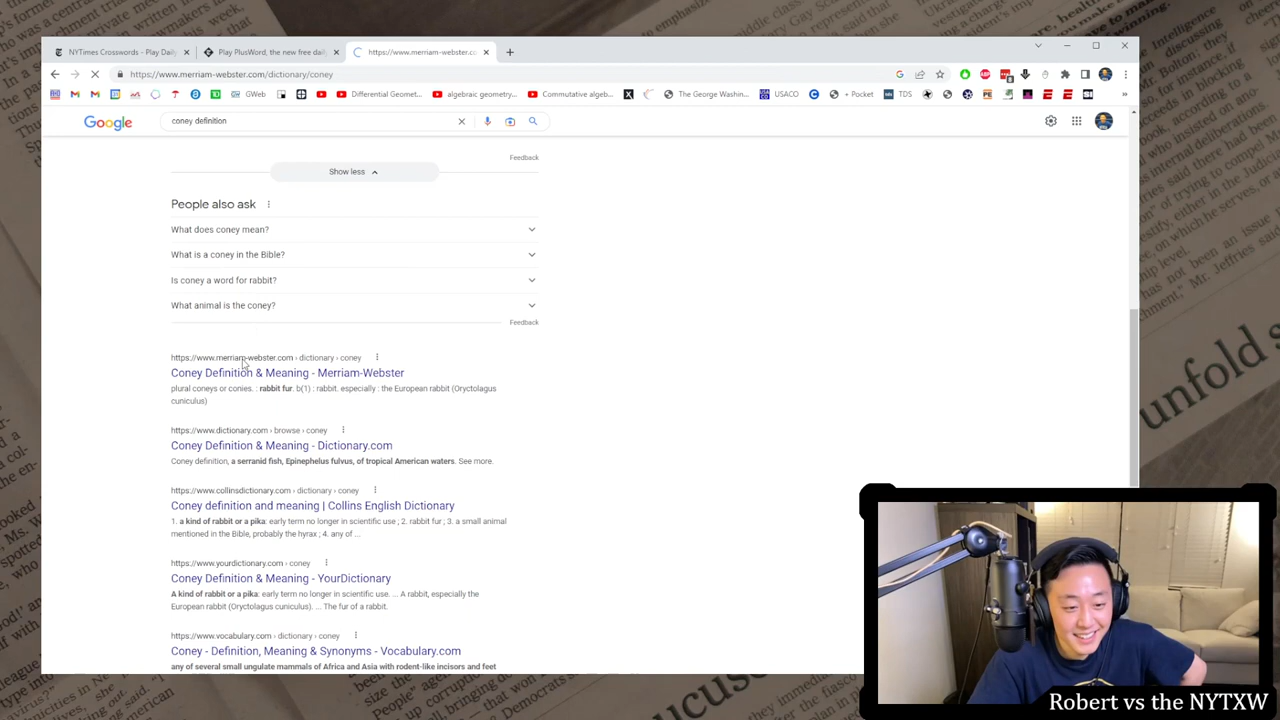 NYTimes Crosswords - Play Daily
Play PlusWord, the new free dai
https://www.merriam-webster.co
https://www.merriam-webster.com/dictionary/coney
GWeb
Differential Geomet...
algebraic geometry...
Commutative algeb...
The George Washin...
USACO
+ Pocket
TDS
Google
coney definition
Feedback
Show less
People also ask
What does coney mean?
What is a coney in the Bible?
Is coney a word for rabbit?
What animal is the coney?
Feedback
https://www.merriam-webster.com › dictionary › coney
Coney Definition & Meaning - Merriam-Webster
plural coneys or conies. : rabbit fur. b(1) : rabbit. especially : the European rabbit (Oryctolagus
cuniculus)
https://www.dictionary.com › browse › coney
Coney Definition & Meaning - Dictionary.com
Coney definition, a serranid fish, Epinephelus fulvus, of tropical American waters. See more.
https://www.collinsdictionary.com › dictionary › coney
Coney definition and meaning | Collins English Dictionary
1. a kind of rabbit or a pika: early term no longer in scientific use ; 2. rabbit fur ; 3. a small animal
mentioned in the Bible, probably the hyrax ; 4. any of ...
https://www.yourdictionary.com › coney
Coney Definition & Meaning - YourDictionary
A kind of rabbit or a pika: early term no longer in scientific use. ... A rabbit, especially the
European rabbit (Oryctolagus cuniculus). ... The fur of a rabbit.
https://www.vocabulary.com › dictionary › coney
Coney - Definition, Meaning & Synonyms - Vocabulary.com
any of several small ungulate mammals of Africa and Asia with rodent-like incisors and feet
unfold s
Robert vs the NYTXW